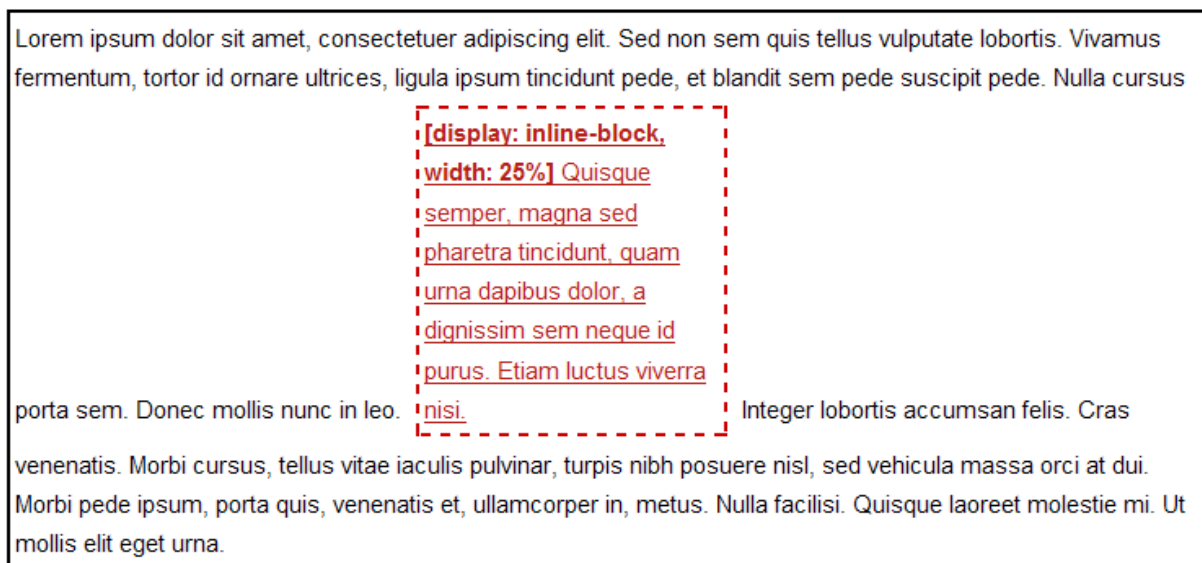 Lorem ipsum dolor sit amet, consectetuer adipiscing elit. Sed non sem quis tellus vulputate lobortis. Vivamus
fermentum, tortor id ornare ultrices, ligula ipsum tincidunt pede, et blandit sem pede suscipit pede. Nulla cursus
[display: inline-block,
width: 25%] Quisque
semper, magna sed
pharetra tincidunt, quam
urna dapibus dolor, a
dignissim sem neque id
purus. Etiam luctus viverra
porta sem. Donec mollis nunc in leo. nisi. Integer lobortis accumsan felis. Cras
venenatis. Morbi cursus, tellus vitae iaculis pulvinar, turpis nibh posuere nisl, sed vehicula massa orci at dui.
Morbi pede ipsum, porta quis, venenatis et, ullamcorper in, metus. Nulla facilisi. Quisque laoreet molestie mi. Ut
mollis elit eget urna.